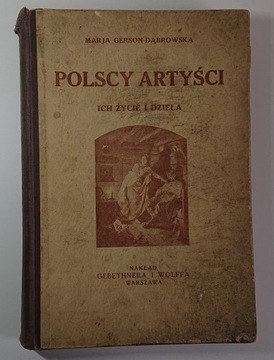 MARJA GERSON-DĄBROWSKA
POLSCY ARTYŚCI
ICH ŻYCIE I DZIEŁA
NAKŁAD
GEBETHNERA I WOLFFA
WARSZAWA